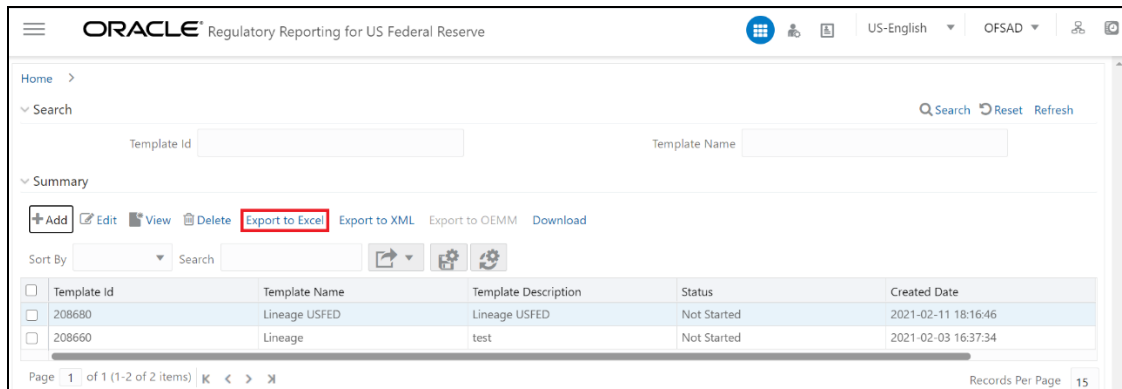 ORACLE® Regulatory Reporting for US Federal Reserve US-English OFSAD
Home >
Search Search Reset Refresh
Template Id Template Name
Summary
+Add Edit View Delete Export to Excel Export to XML Export to OEMM Download
Sort By Search
Template Id Template Name Template Description Status Created Date
208680 Lineage USFED Lineage USFED Not Started 2021-02-11 18:16:46
208660 Lineage test Not Started 2021-02-03 16:37:34
Page 1 of 1 (1-2 of 2 items) Records Per Page 15